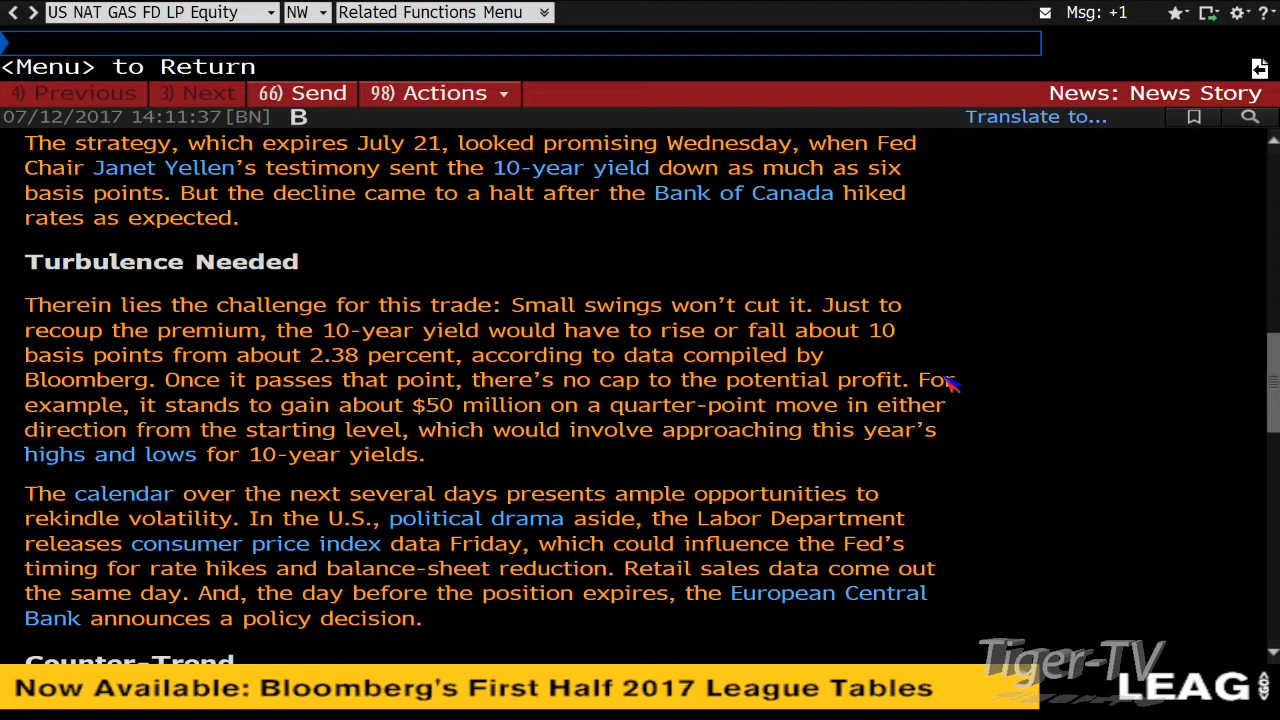 US NAT GAS FD LP Equity NW Related Functions Menu Msg: +1
<Menu> to Return
4) Previous 3) Next 66) Send 98) Actions News: News Story
07/12/2017 14:11:37 [BN] B Translate to...
The strategy, which expires July 21, looked promising Wednesday, when Fed
Chair Janet Yellen's testimony sent the 10-year yield down as much as six
basis points. But the decline came to a halt after the Bank of Canada hiked
rates as expected.
Turbulence Needed
Therein lies the challenge for this trade: Small swings won't cut it. Just to
recoup the premium, the 10-year yield would have to rise or fall about 10
basis points from about 2.38 percent, according to data compiled by
Bloomberg. Once it passes that point, there's no cap to the potential profit. For
example, it stands to gain about $50 million on a quarter-point move in either
direction from the starting level, which would involve approaching this year's
highs and lows for 10-year yields.
The calendar over the next several days presents ample opportunities to
rekindle volatility. In the U.S., political drama aside, the Labor Department
releases consumer price index data Friday, which could influence the Fed's
timing for rate hikes and balance-sheet reduction. Retail sales data come out
the same day. And, the day before the position expires, the European Central
Bank announces a policy decision.
Counter-Trend
Tiger-TV
Now Available: Bloomberg's First Half 2017 League Tables LEAG <GO>